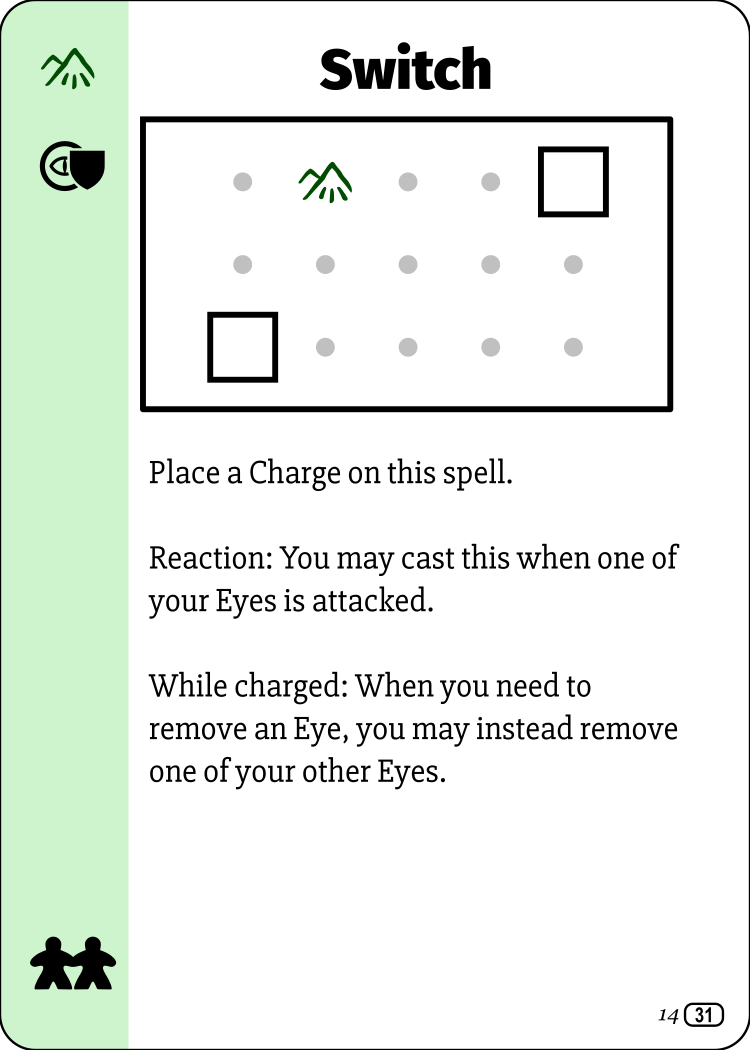 Switch
Place a Charge on this spell.
Reaction: You may cast this when one of
your Eyes is attacked.
While charged: When you need to
remove an Eye, you may instead remove
one of your other Eyes.
14 31